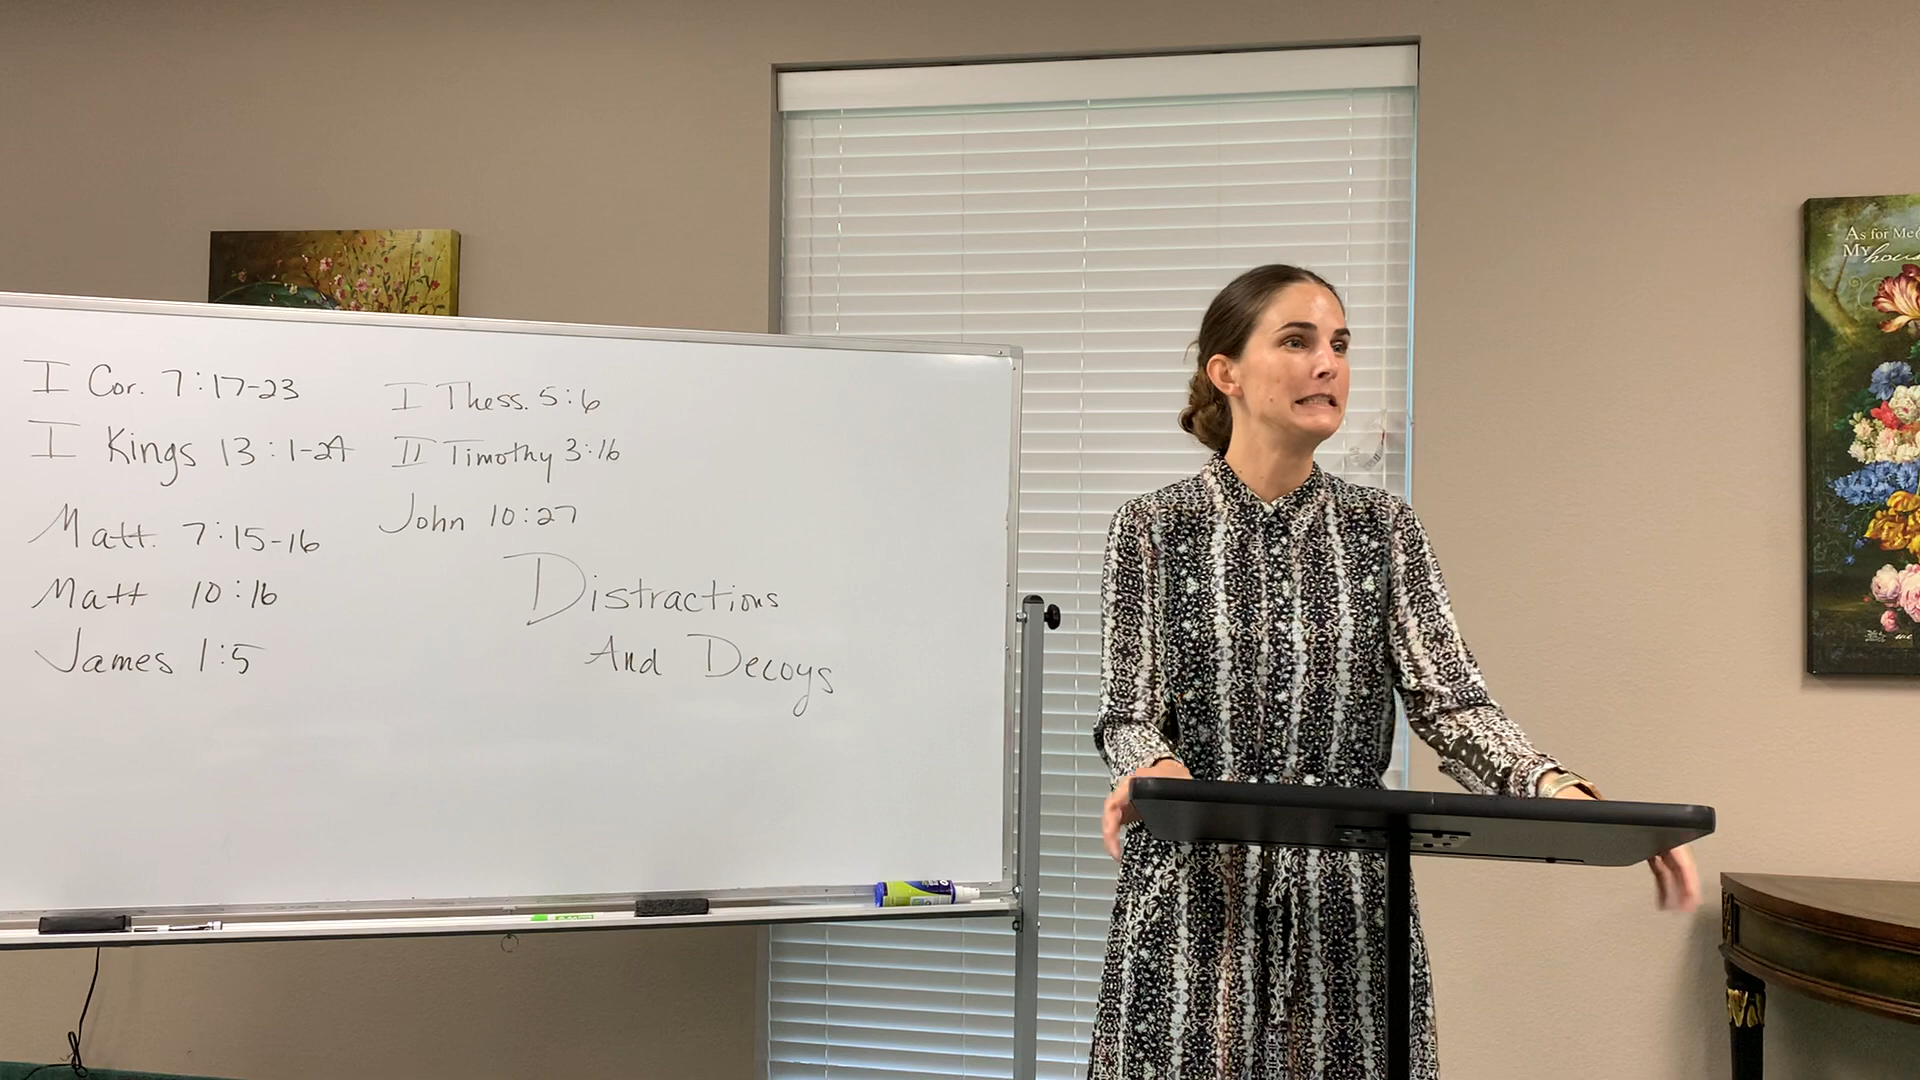 I Cor. 7:17-23
I Kings 13:1-24
Matt. 7:15-16
Matt 10:16
James 1:5
I Thess. 5:6
II Timothy 3:16
John 10:27
Distractions
And Decoys
As for Me
My hous